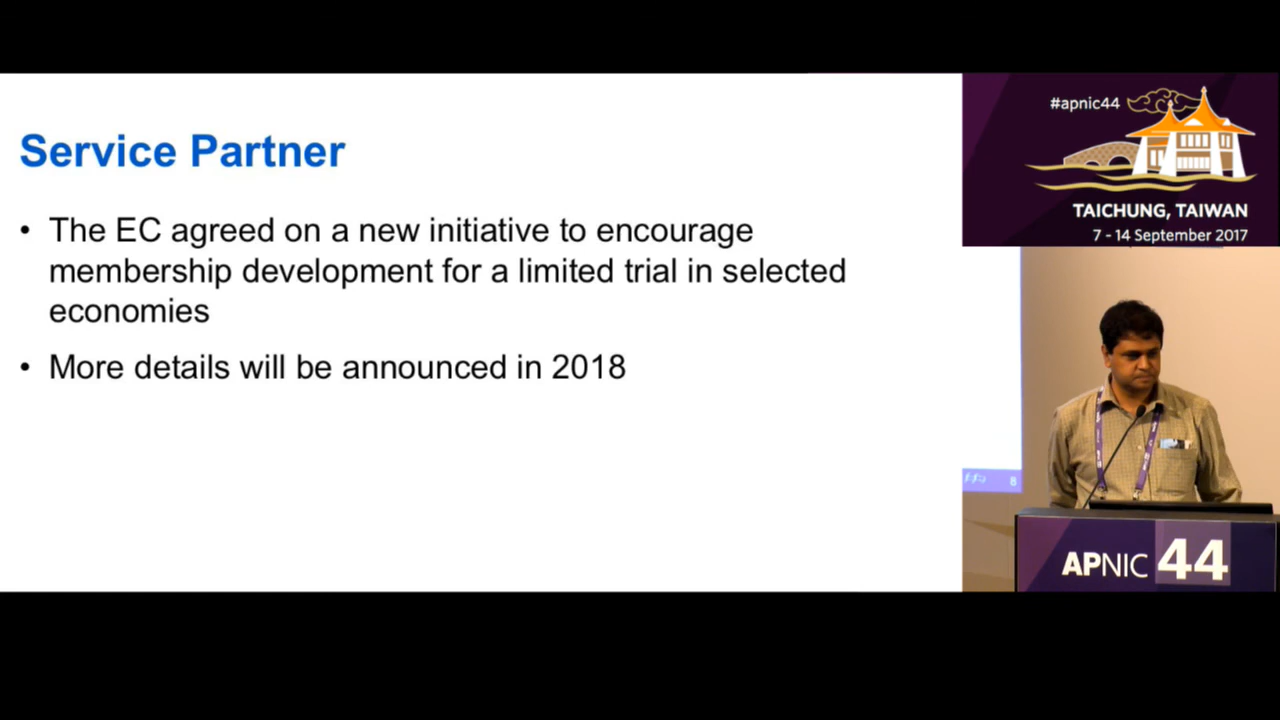 Service Partner
• The EC agreed on a new initiative to encourage
membership development for a limited trial in selected
economies
• More details will be announced in 2018
#apnic44
TAICHUNG, TAIWAN
7 - 14 September 2017
8
APNIC 44